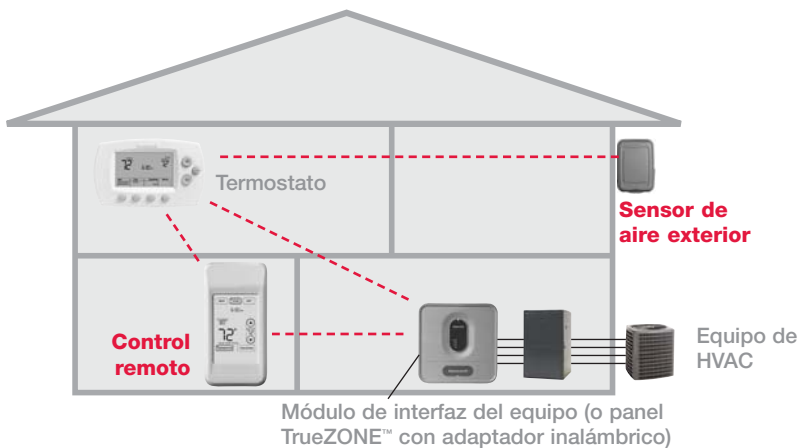 Termostato
Sensor de
aire exterior
Control
remoto
Equipo de
HVAC
Módulo de interfaz del equipo (o panel
TrueZONE™ con adaptador inalámbrico)